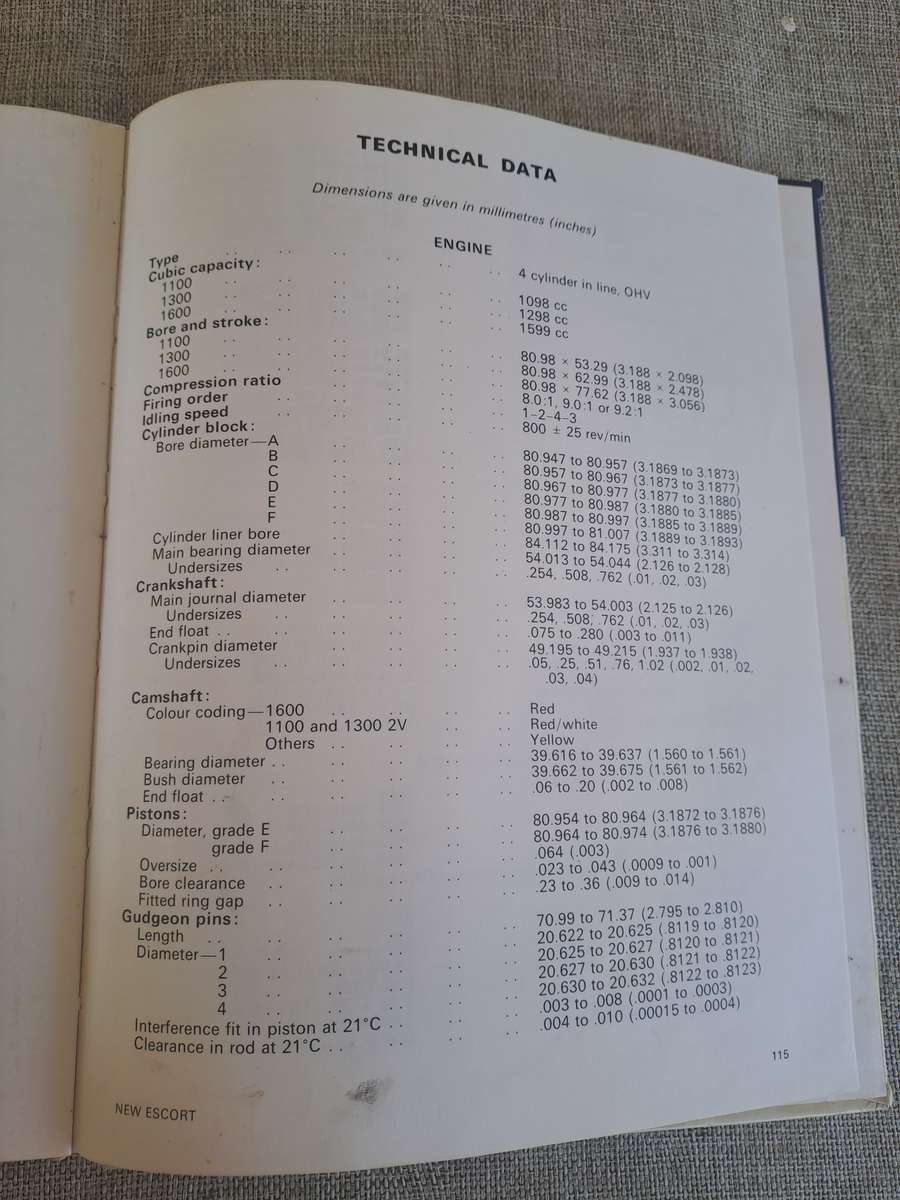 TECHNICAL DATA
Dimensions are given in millimetres (inches)
ENGINE
Type .. .. .. .. .. .. 4 cylinder in line, OHV
Cubic capacity:
1100 .. .. .. .. .. .. 1098 cc
1300 .. .. .. .. .. .. 1298 cc
1600 .. .. .. .. .. .. 1599 cc
Bore and stroke:
1100 .. .. .. .. .. .. 80.98 × 53.29 (3.188 × 2.098)
1300 .. .. .. .. .. .. 80.98 × 62.99 (3.188 × 2.478)
1600 .. .. .. .. .. .. 80.98 × 77.62 (3.188 × 3.056)
Compression ratio .. .. .. .. 8.0:1, 9.0:1 or 9.2:1
Firing order .. .. .. .. .. 1–2–4–3
Idling speed .. .. .. .. .. 800 ± 25 rev/min
Cylinder block:
Bore diameter—A .. .. .. .. 80.947 to 80.957 (3.1869 to 3.1873)
B .. .. .. .. 80.957 to 80.967 (3.1873 to 3.1877)
C .. .. .. .. 80.967 to 80.977 (3.1877 to 3.1880)
D .. .. .. .. 80.977 to 80.987 (3.1880 to 3.1885)
E .. .. .. .. 80.987 to 80.997 (3.1885 to 3.1889)
F .. .. .. .. 80.997 to 81.007 (3.1889 to 3.1893)
Cylinder liner bore .. .. .. .. 84.112 to 84.175 (3.311 to 3.314)
Main bearing diameter .. .. .. .. 54.013 to 54.044 (2.126 to 2.128)
Undersizes .. .. .. .. .. .254, .508, .762 (.01, .02, .03)
Crankshaft:
Main journal diameter .. .. .. .. 53.983 to 54.003 (2.125 to 2.126)
Undersizes .. .. .. .. .. .254, .508, .762 (.01, .02, .03)
End float .. .. .. .. .. .. .075 to .280 (.003 to .011)
Crankpin diameter .. .. .. .. 49.195 to 49.215 (1.937 to 1.938)
Undersizes .. .. .. .. .. .05, .25, .51, .76, 1.02 (.002, .01, .02,
.03, .04)
Camshaft:
Colour coding—1600 .. .. .. .. Red
1100 and 1300 2V .. .. Red/white
Others .. .. .. .. Yellow
Bearing diameter .. .. .. .. .. 39.616 to 39.637 (1.560 to 1.561)
Bush diameter .. .. .. .. .. 39.662 to 39.675 (1.561 to 1.562)
End float .. .. .. .. .. .. .06 to .20 (.002 to .008)
Pistons:
Diameter, grade E .. .. .. .. 80.954 to 80.964 (3.1872 to 3.1876)
grade F .. .. .. .. 80.964 to 80.974 (3.1876 to 3.1880)
Oversize .. .. .. .. .. .. .064 (.003)
Bore clearance .. .. .. .. .. .023 to .043 (.0009 to .001)
Fitted ring gap .. .. .. .. .. .23 to .36 (.009 to .014)
Gudgeon pins:
Length .. .. .. .. .. .. 70.99 to 71.37 (2.795 to 2.810)
Diameter—1 .. .. .. .. .. 20.622 to 20.625 (.8119 to .8120)
2 .. .. .. .. .. 20.625 to 20.627 (.8120 to .8121)
3 .. .. .. .. .. 20.627 to 20.630 (.8121 to .8122)
4 .. .. .. .. .. 20.630 to 20.632 (.8122 to .8123)
Interference fit in piston at 21°C .. .. .. .003 to .008 (.0001 to .0003)
Clearance in rod at 21°C .. .. .. .. .004 to .010 (.00015 to .0004)
115
NEW ESCORT